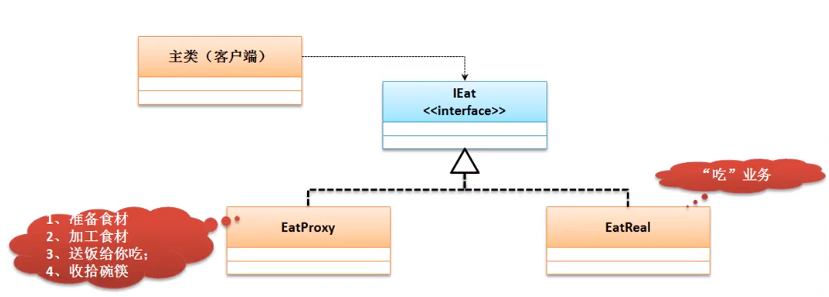 主类（客户端）
IEat
<<interface>>
“吃”业务
1、准备食材
2、加工食材
3、送饭给你吃；
4、收拾碗筷
EatProxy
EatReal